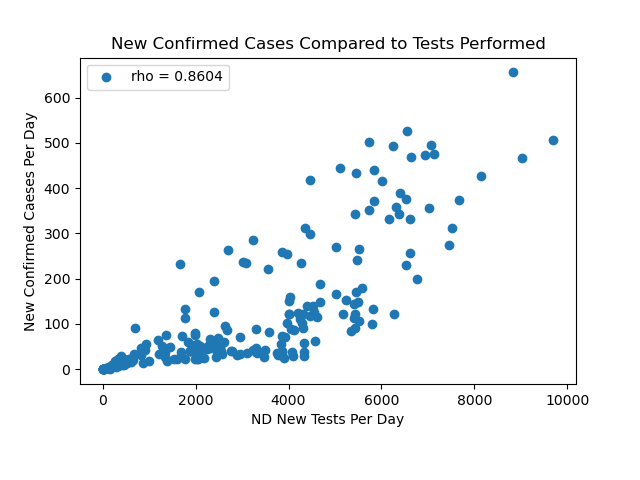 New Confirmed Cases Compared to Tests Performed
rho = 0.8604
600
500
400
300
200
100
0
New Confirmed Caeses Per Day
0 2000 4000 6000 8000 10000
ND New Tests Per Day